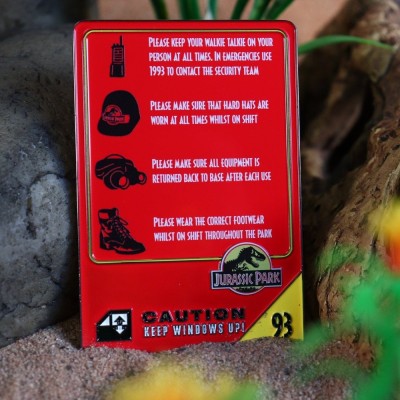 Please keep your walkie talkie on your
person at all times. In emergencies use
1993 to contact the security team
Please make sure that hard hats are
worn at all times whilst on shift
Please make sure all equipment is
returned back to base after each use
Please wear the correct footwear
whilst on shift throughout the park
JURASSIC PARK
CAUTION
KEEP WINDOWS UP!
93